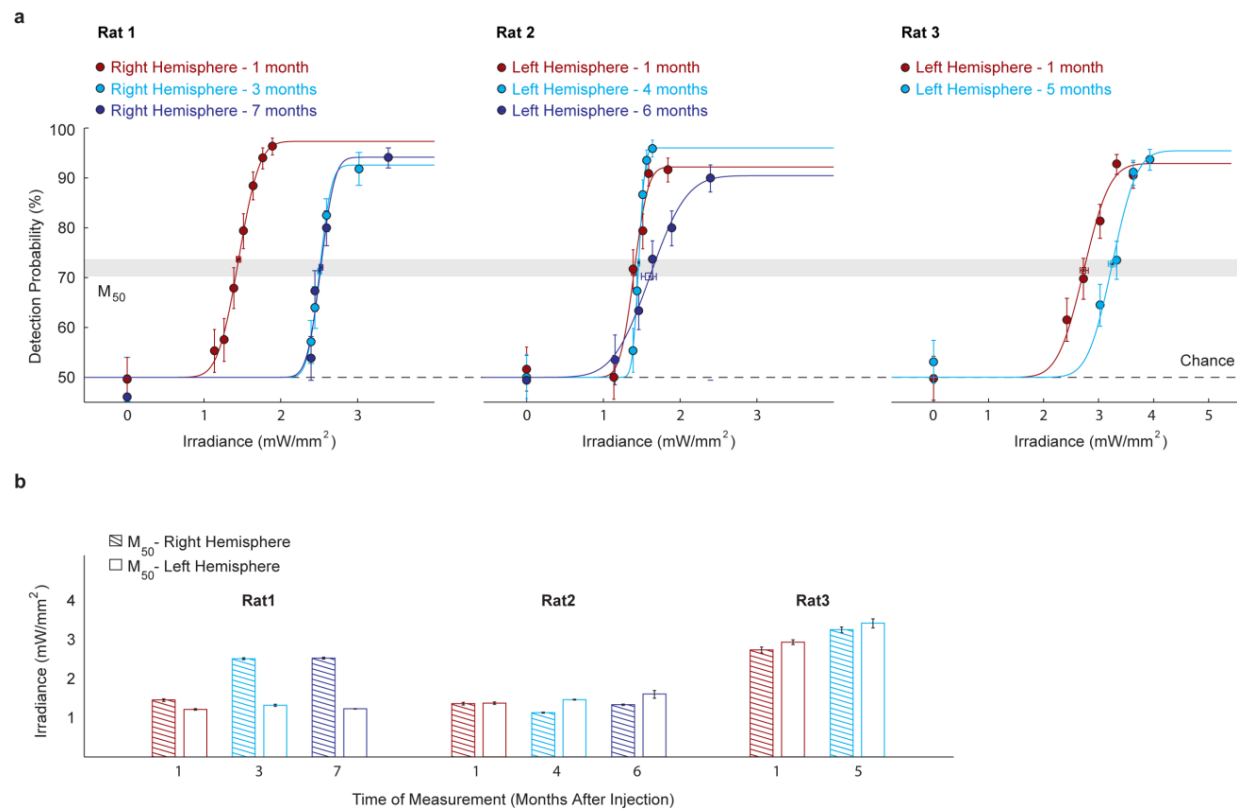 a
Rat 1
Rat 2
Rat 3
Right Hemisphere - 1 month
Right Hemisphere - 3 months
Right Hemisphere - 7 months
Left Hemisphere - 1 month
Left Hemisphere - 4 months
Left Hemisphere - 6 months
Left Hemisphere - 1 month
Left Hemisphere - 5 months
Detection Probability (%)
100
90
80
70
60
50
M50
Chance
0 1 2 3
0 1 2 3
0 1 2 3 4 5
Irradiance (mW/mm²)
Irradiance (mW/mm²)
Irradiance (mW/mm²)
b
M50- Right Hemisphere
M50- Left Hemisphere
Rat1
Rat2
Rat3
Irradiance (mW/mm²)
4
3
2
1
1 3 7 1 4 6 1 5
Time of Measurement (Months After Injection)